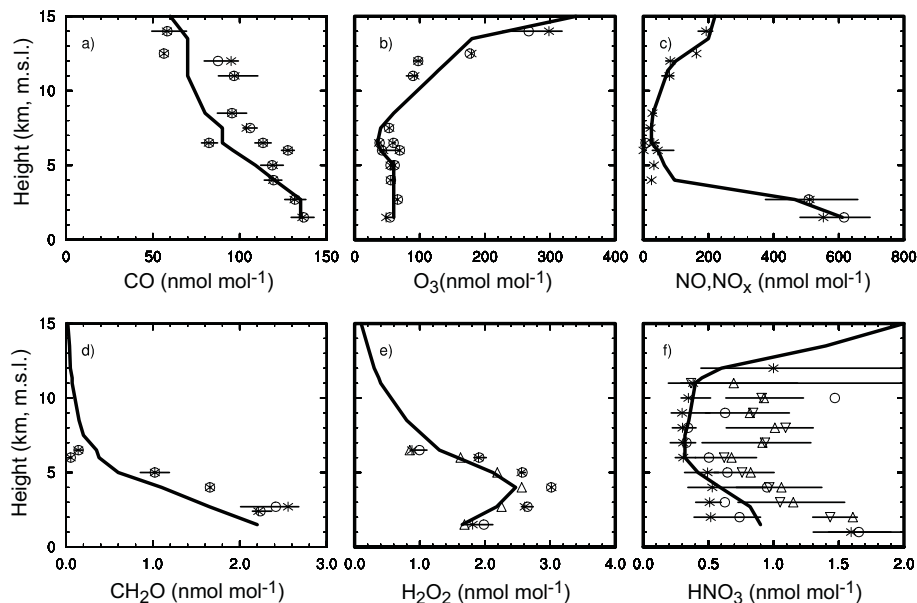 15
10
5
0
Height (km, m.s.l.)
a)
0 50 100 150
CO (nmol mol-1)
b)
0 100 200 300 400
O3(nmol mol-1)
c)
0 200 400 600 800
NO,NOx (nmol mol-1)
15
10
5
0
Height (km, m.s.l.)
d)
0.0 1.0 2.0 3.0
CH2O (nmol mol-1)
e)
0.0 1.0 2.0 3.0 4.0
H2O2 (nmol mol-1)
f)
0.0 0.5 1.0 1.5 2.0
HNO3 (nmol mol-1)